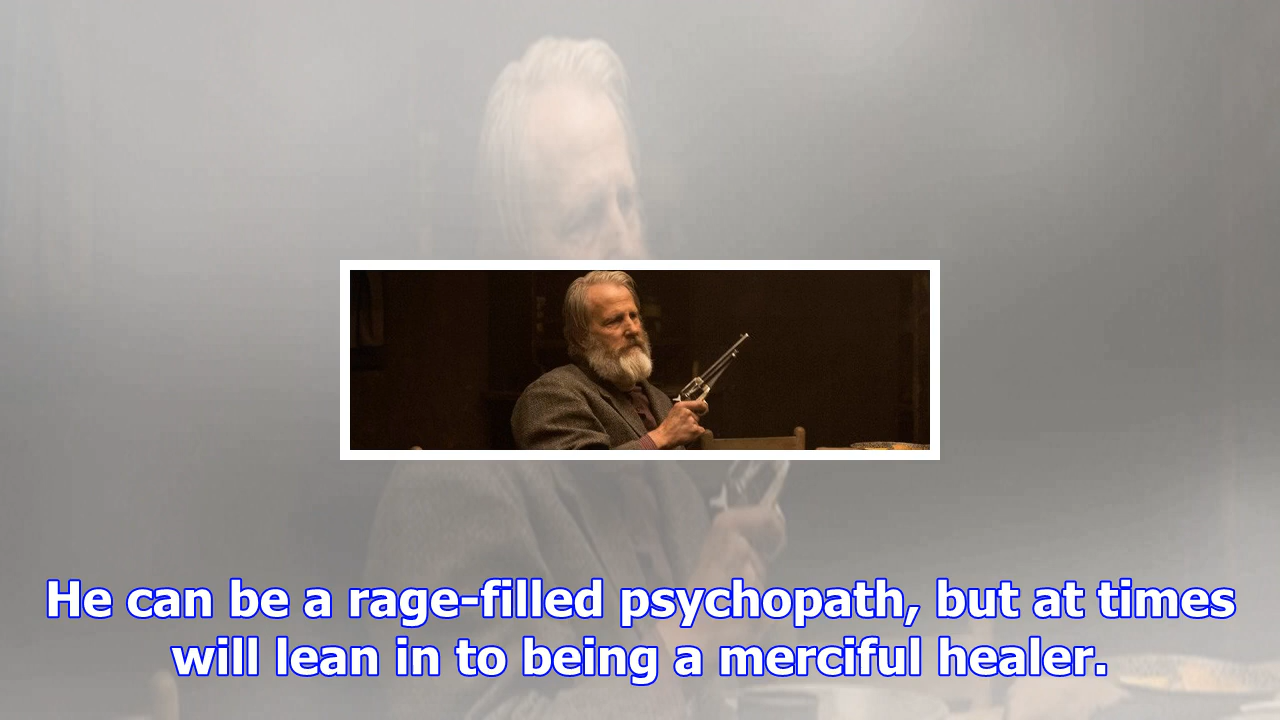 He can be a rage-filled psychopath, but at times
will lean in to being a merciful healer.